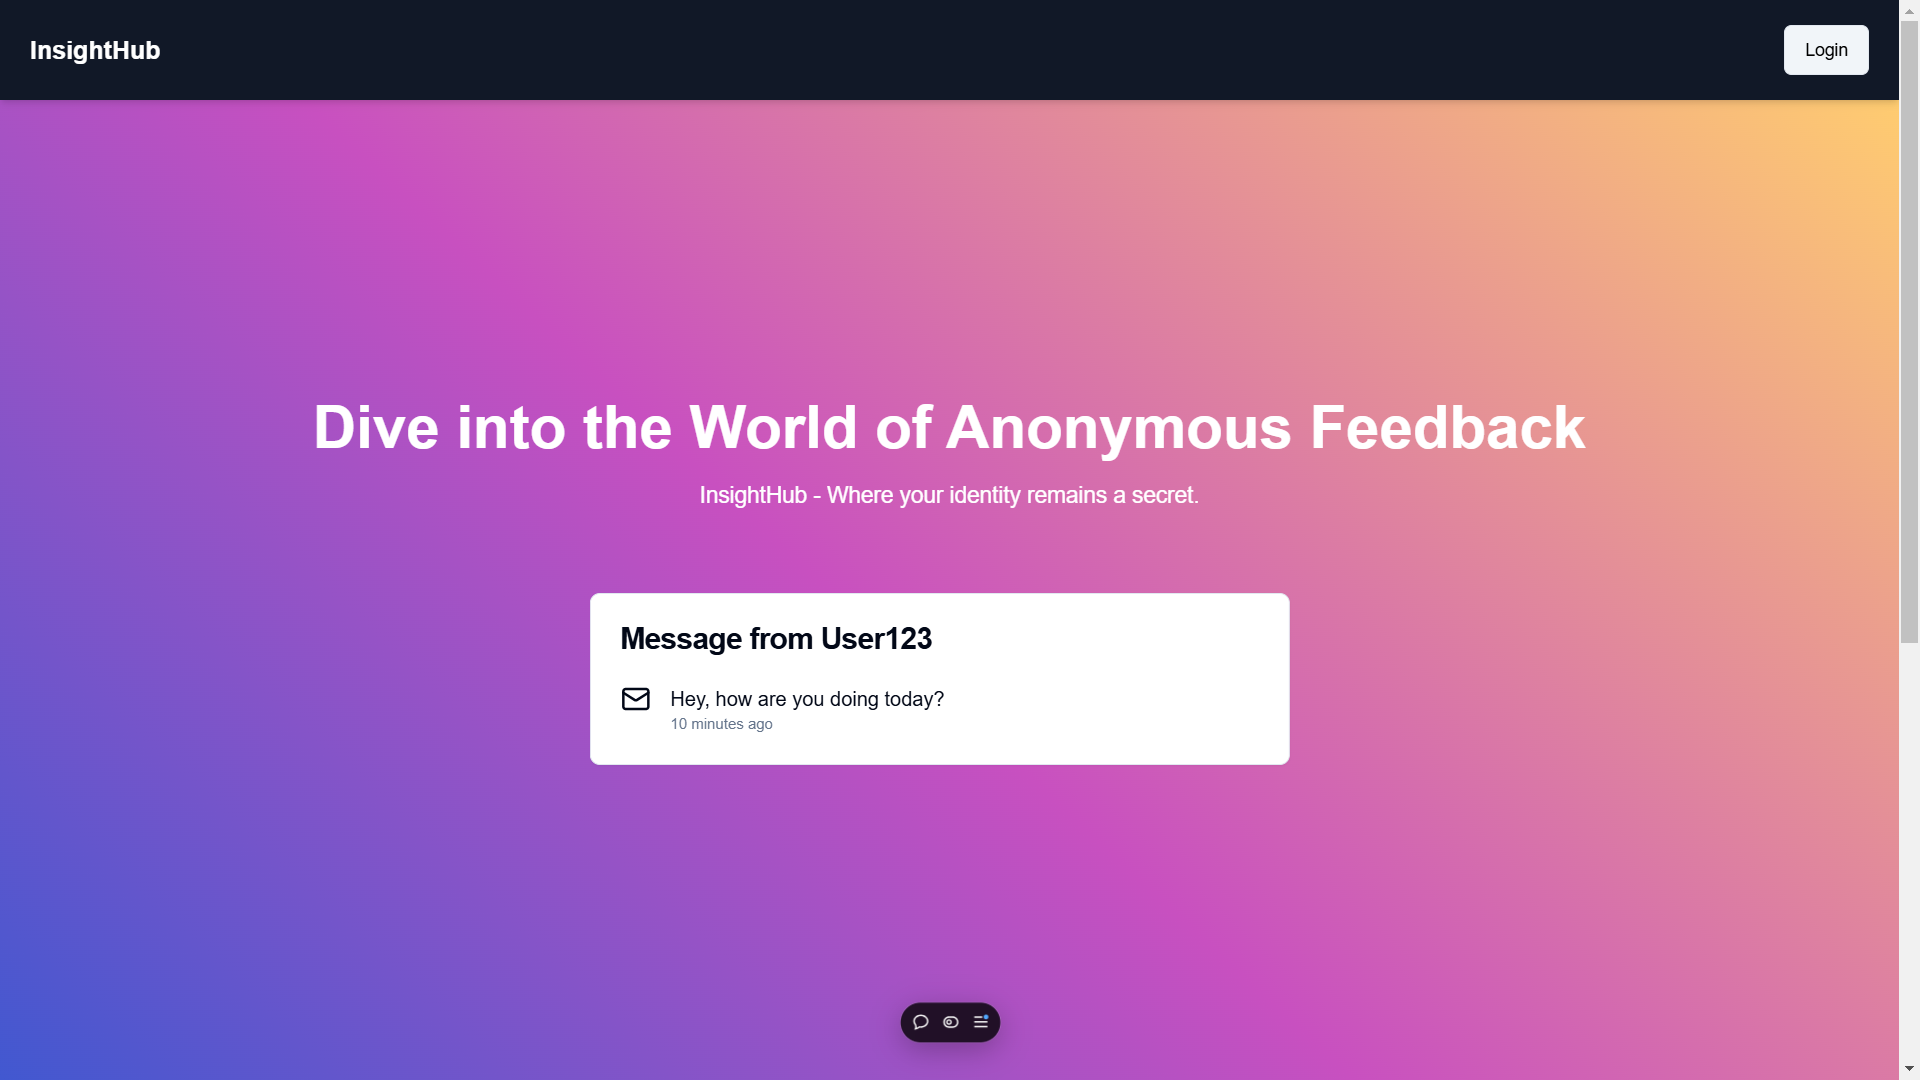 InsightHub
Login
Dive into the World of Anonymous Feedback
InsightHub - Where your identity remains a secret.
Message from User123
Hey, how are you doing today?
10 minutes ago